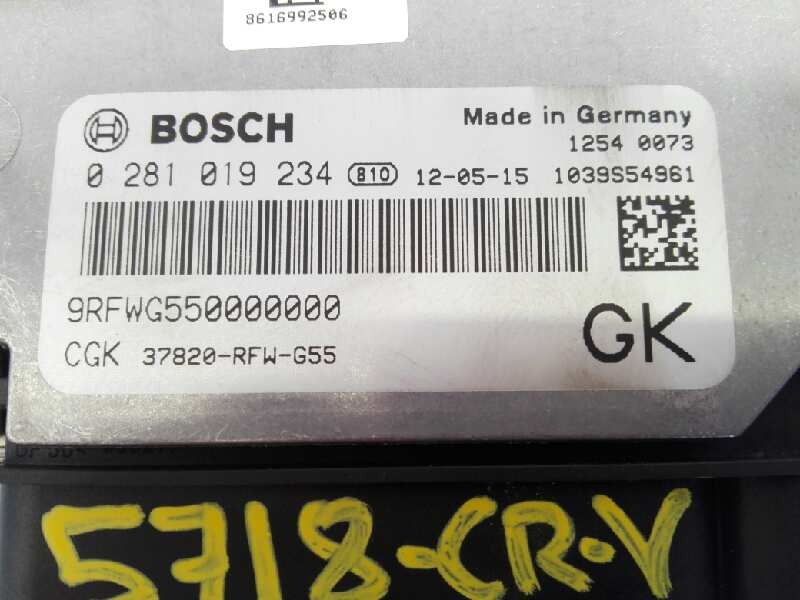 8616992506
BOSCH
Made in Germany
1254 0073
0 281 019 234 810 12-05-15 1039S54961
9RFWG550000000
CGK 37820-RFW-G55
GK
5718-CR-V